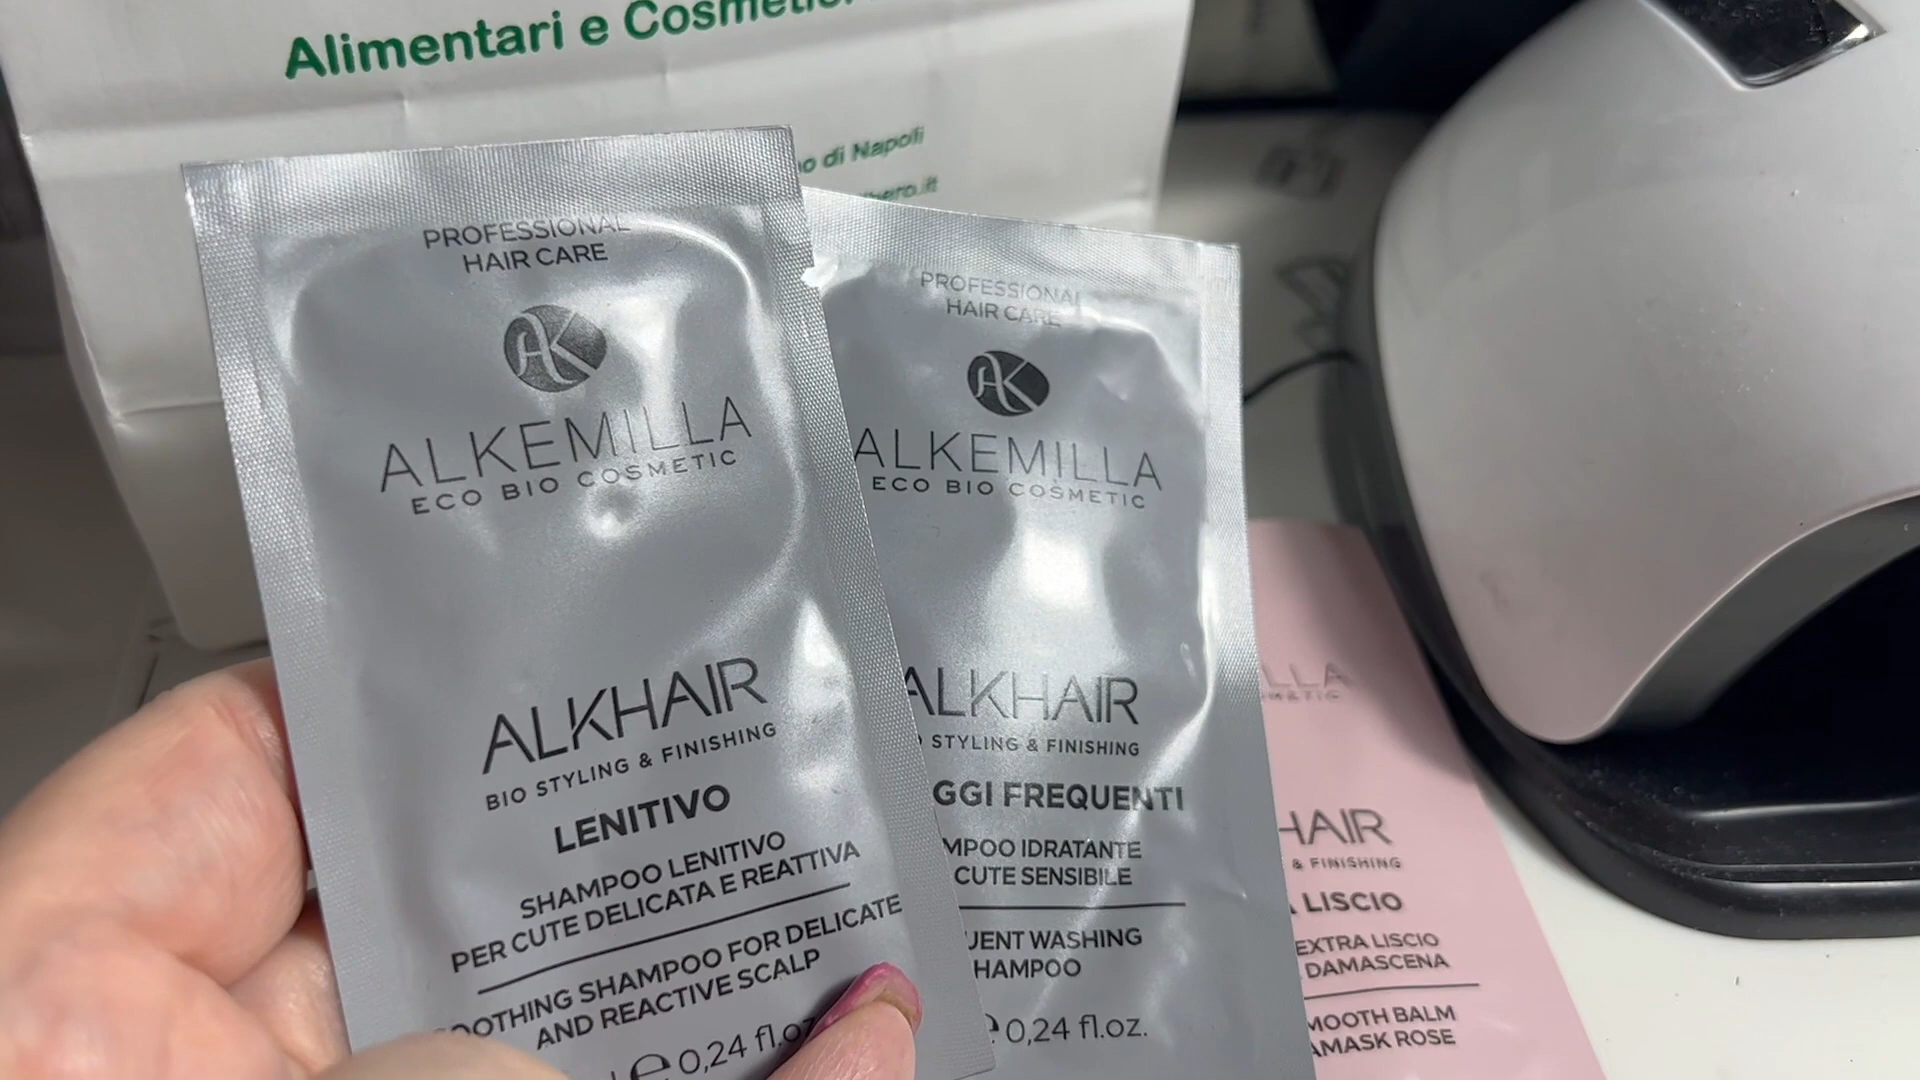 Alimentari e
di Napoli
PROFESSIONAL
HAIR CARE
AK
ALKEMILLA
ECO BIO COSMETIC
ALKHAIR
BIO STYLING & FINISHING
LENITIVO
SHAMPOO LENITIVO
PER CUTE DELICATA E REATTIVA
SOOTHING SHAMPOO FOR DELICATE
AND REACTIVE SCALP
e 0,24 fl.oz
PROFESSIONAL
HAIR CARE
AK
ALKEMILLA
ECO BIO COSMETIC
ALKHAIR
STYLING & FINISHING
GGI FREQUENTI
MPOO IDRATANTE
CUTE SENSIBILE
UENT WASHING
HAMPOO
e 0,24 fl.oz.
LLA
HAIR
& FINISHING
LISCIO
EXTRA LISCIO
DAMASCENA
MOOTH BALM
AMASK ROSE